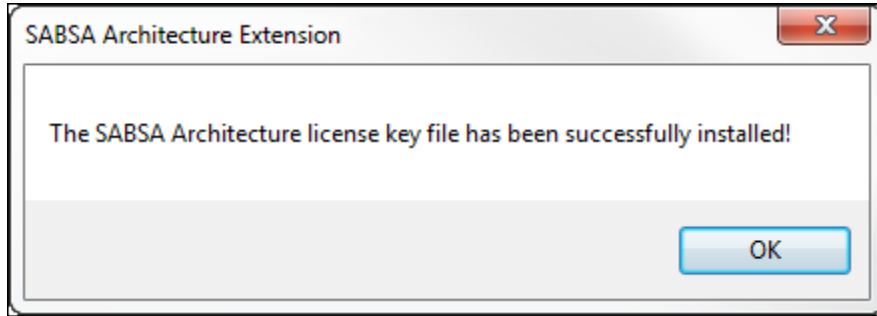 SABSA Architecture Extension
The SABSA Architecture license key file has been successfully installed!
OK